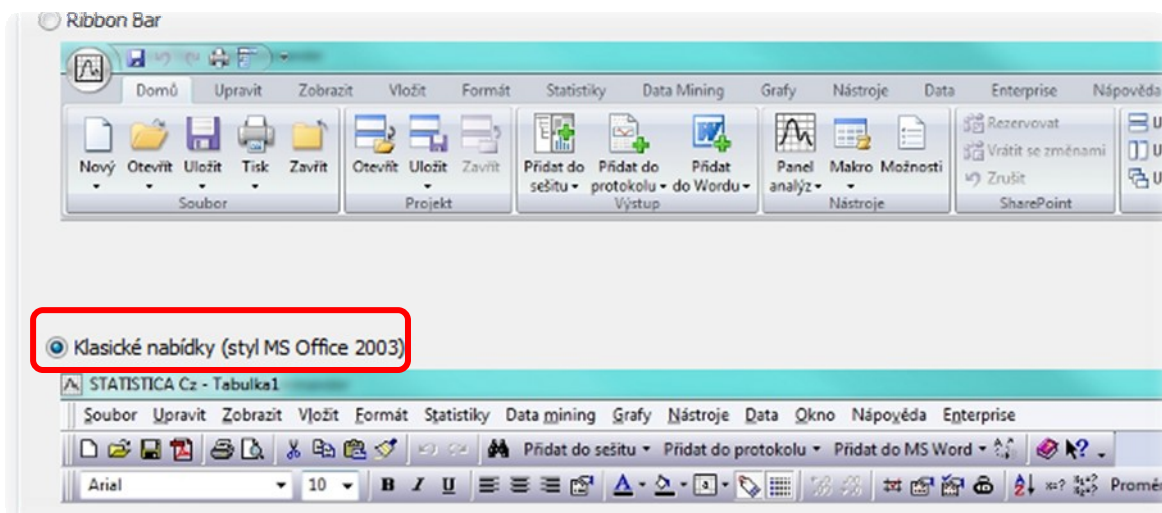 Ribbon Bar
Domů Upravit Zobrazit Vložit Formát Statistiky Data Mining Grafy Nástroje Data Enterprise Nápověda
Nový Otevřít Uložit Tisk Zavřít Otevřít Uložit Zavřít Přidat do sešitu Přidat do protokolu Přidat do Wordu Panel analýz Makro Možnosti Rezervovat
Vrátit se změnami
Zrušit
Soubor Projekt Výstup Nástroje SharePoint
Klasické nabídky (styl MS Office 2003)
STATISTICA Cz - Tabulka1
Soubor Upravit Zobrazit Vložit Formát Statistiky Data mining Grafy Nástroje Data Okno Nápověda Enterprise
Přidat do sešitu Přidat do protokolu Přidat do MS Word
Arial 10 B I U